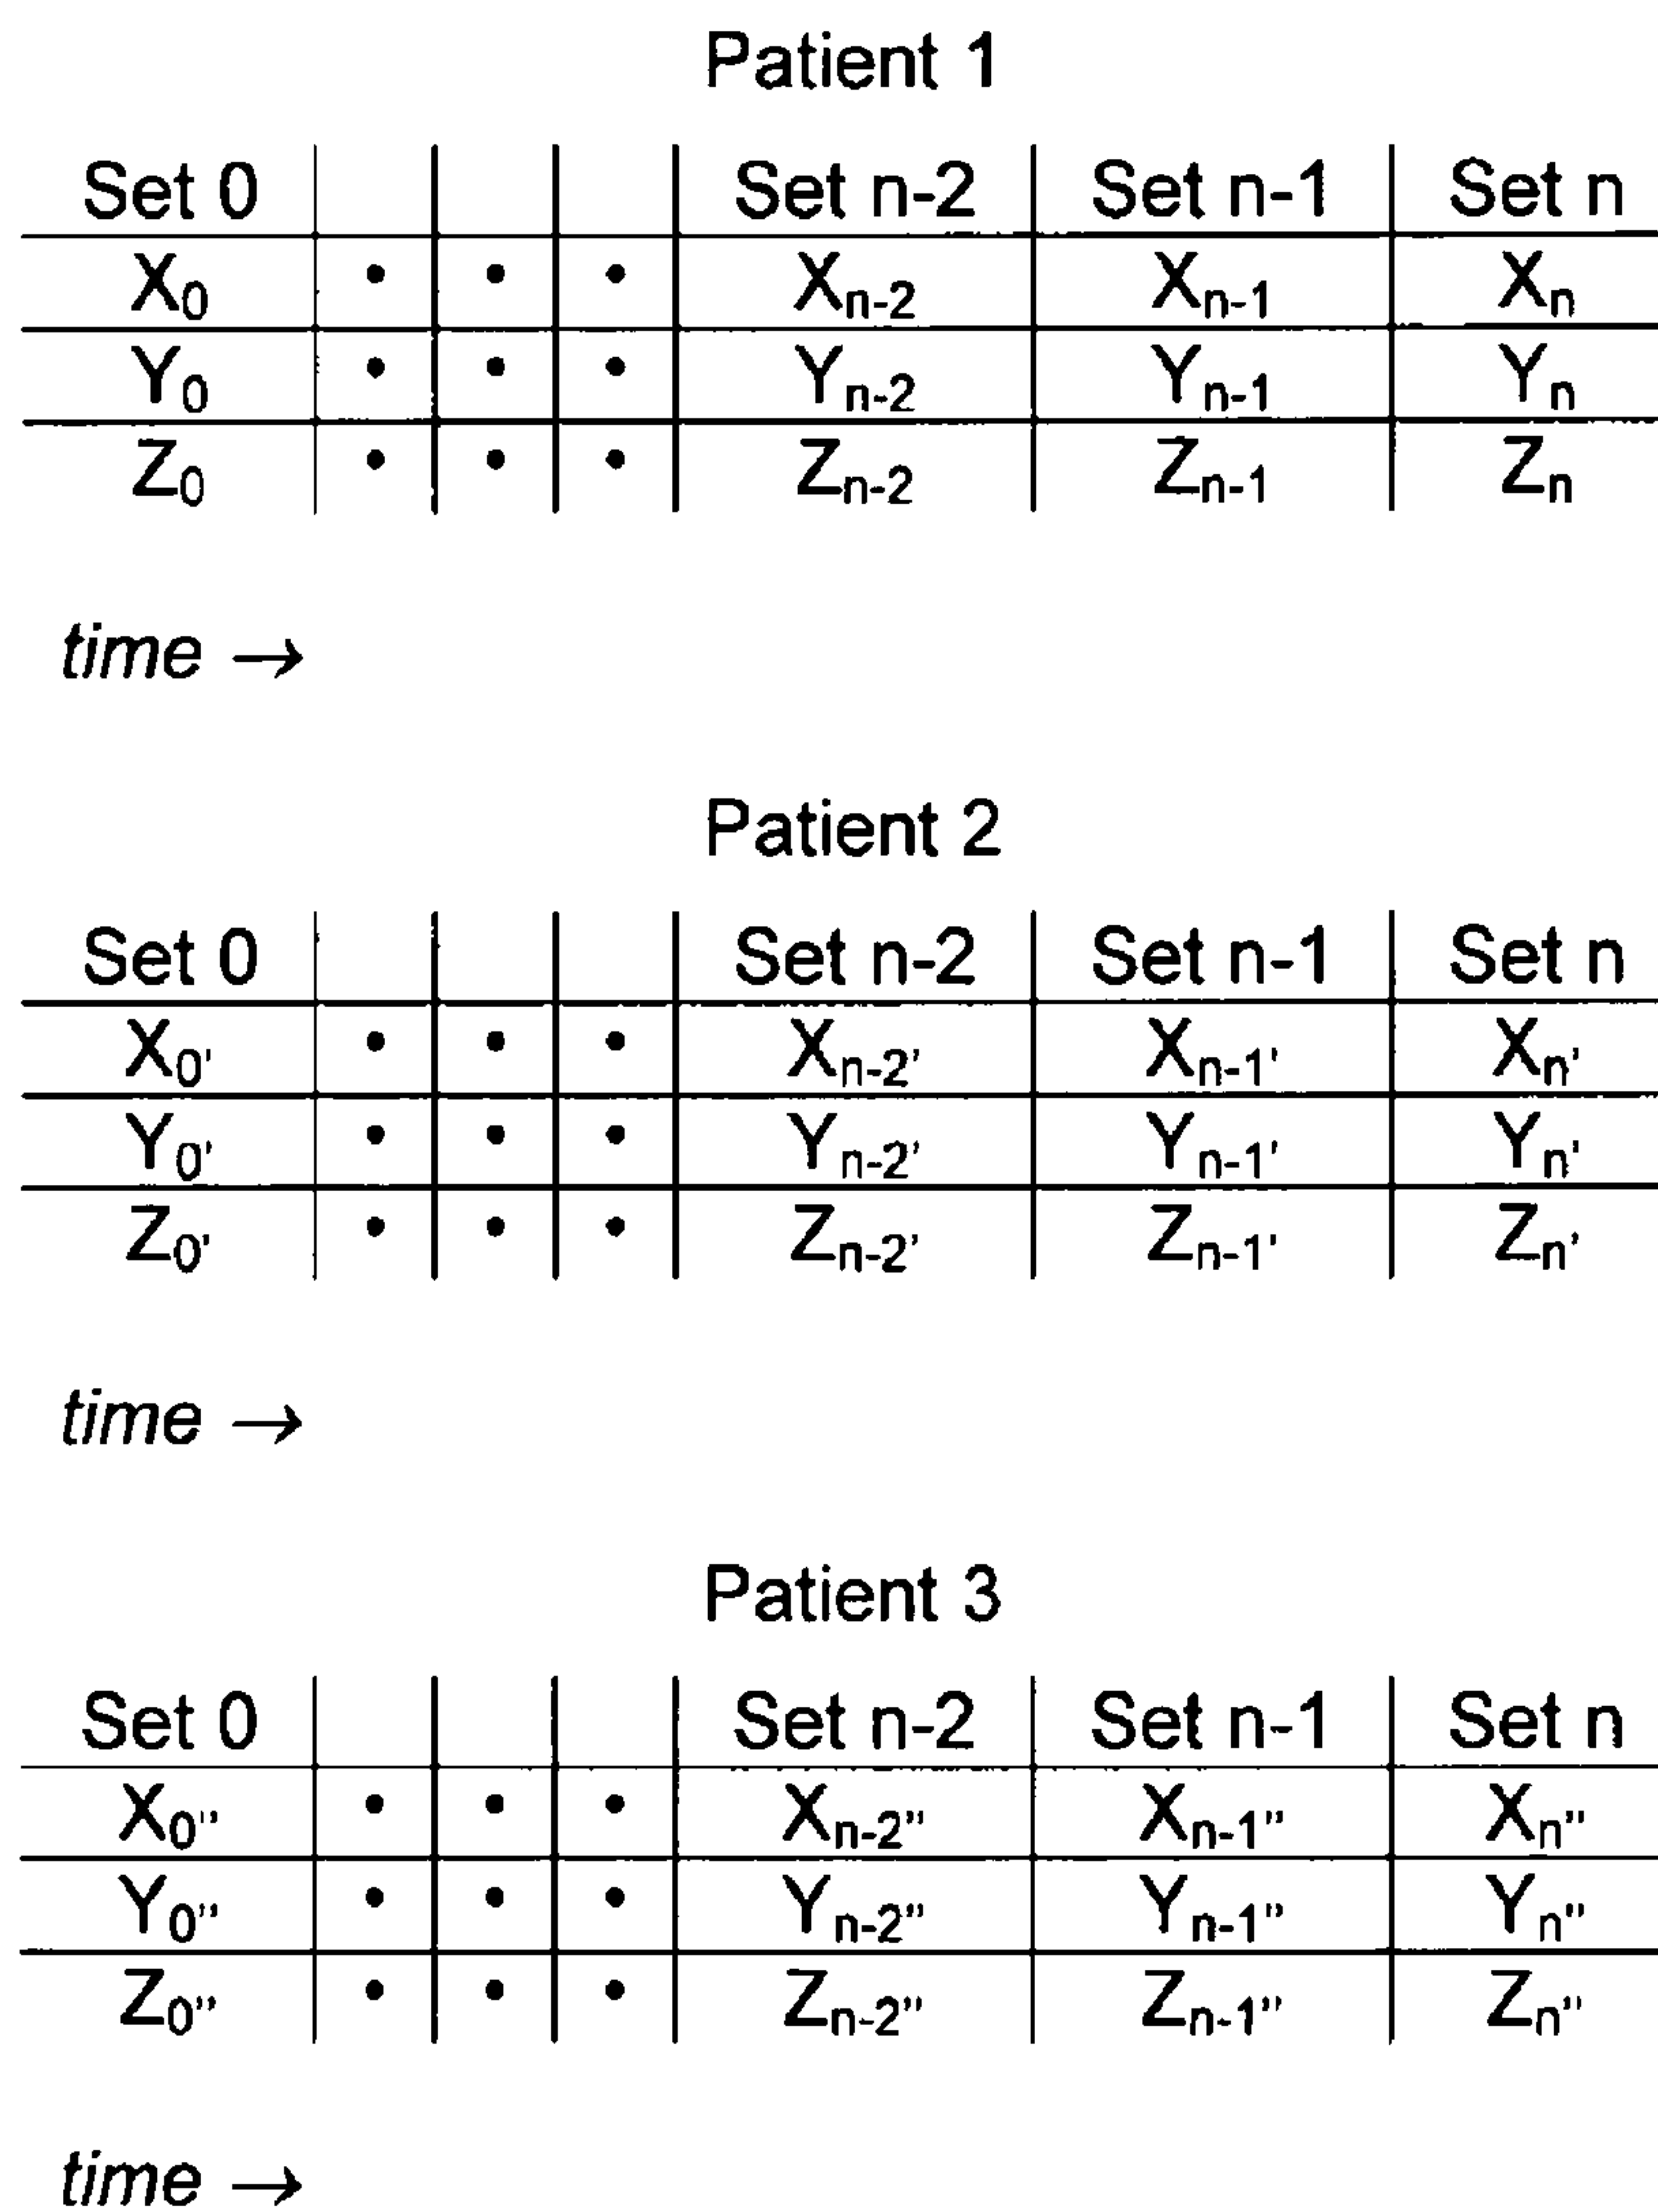 Patient 1
Set 0 Set n-2 Set n-1 Set n
X₀ • • • Xₙ₋₂ Xₙ₋₁ Xₙ
Y₀ • • • Yₙ₋₂ Yₙ₋₁ Yₙ
Z₀ • • • Zₙ₋₂ Zₙ₋₁ Zₙ
time →
Patient 2
Set 0 Set n-2 Set n-1 Set n
X₀' • • • Xₙ₋₂' Xₙ₋₁' Xₙ'
Y₀' • • • Yₙ₋₂' Yₙ₋₁' Yₙ'
Z₀' • • • Zₙ₋₂' Zₙ₋₁' Zₙ'
time →
Patient 3
Set 0 Set n-2 Set n-1 Set n
X₀" • • • Xₙ₋₂" Xₙ₋₁" Xₙ"
Y₀" • • • Yₙ₋₂" Yₙ₋₁" Yₙ"
Z₀" • • • Zₙ₋₂" Zₙ₋₁" Zₙ"
time →